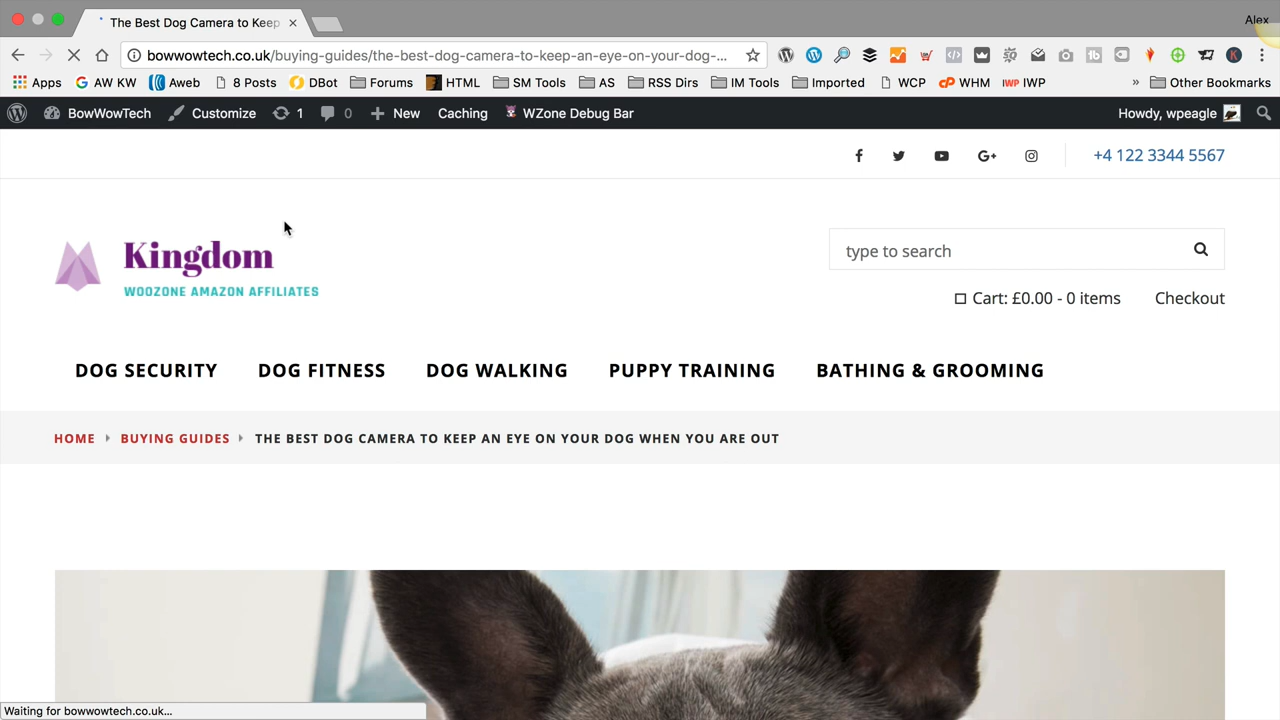 Alex
The Best Dog Camera to Keep
bowwowtech.co.uk/buying-guides/the-best-dog-camera-to-keep-an-eye-on-your-dog-...
Apps AW KW Aweb 8 Posts DBot Forums HTML SM Tools AS RSS Dirs IM Tools Imported WCP WHM IWP » Other Bookmarks
BowWowTech Customize 1 0 New Caching WZone Debug Bar Howdy, wpeagle
+4 122 3344 5567
Kingdom
WOOZONE AMAZON AFFILIATES
type to search
Cart: £0.00 - 0 items Checkout
DOG SECURITY DOG FITNESS DOG WALKING PUPPY TRAINING BATHING & GROOMING
HOME BUYING GUIDES THE BEST DOG CAMERA TO KEEP AN EYE ON YOUR DOG WHEN YOU ARE OUT
Waiting for bowwowtech.co.uk...